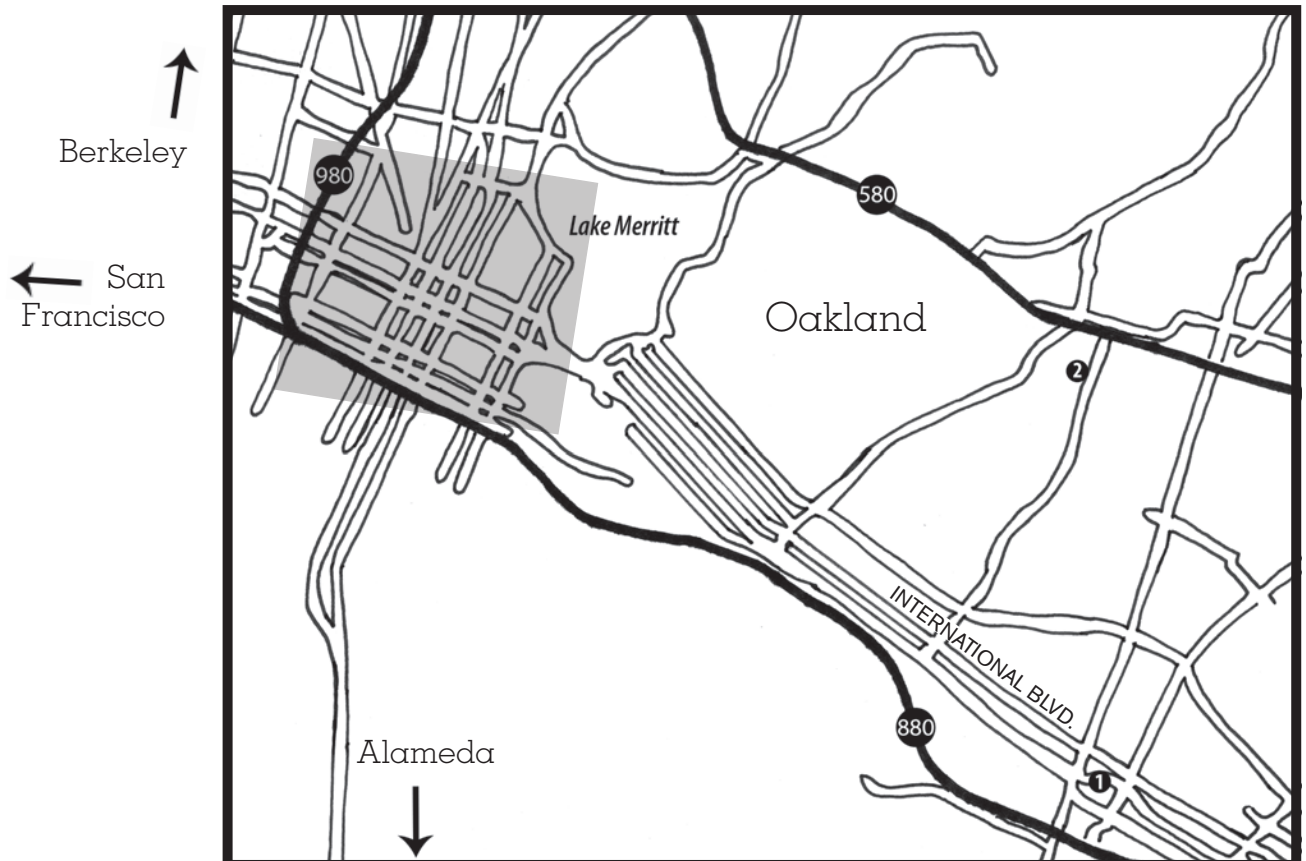 Berkeley
980
580
Lake Merritt
San
Francisco
Oakland
2
INTERNATIONAL BLVD.
880
Alameda
1